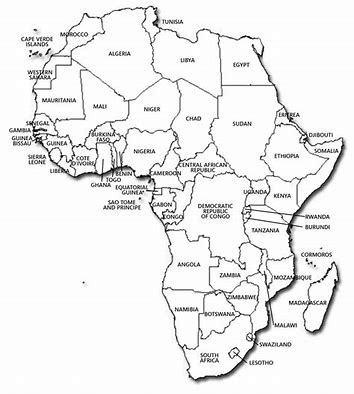 TUNISIA
MOROCCO
CAPE VERDE
ISLANDS
ALGERIA
LIBYA
EGYPT
WESTERN
SAHARA
MAURITANIA
MALI
NIGER
CHAD
SUDAN
ERITREA
SENEGAL
GAMBIA
GUINEA
BISSAU
GUINEA
BURKINA
FASO
DJIBOUTI
SOMALIA
SIERRA
LEONE
LIBERIA
COTE
D'IVOIRE
GHANA
TOGO
BENIN
NIGERIA
ETHIOPIA
CENTRAL AFRICAN
REPUBLIC
CAMEROON
EQUATORIAL
GUINEA
SAO TOME
AND PRINCIPE
GABON
CONGO
DEMOCRATIC
REPUBLIC
OF CONGO
UGANDA
KENYA
RWANDA
BURUNDI
TANZANIA
COMOROS
ANGOLA
ZAMBIA
MOZAMBIQUE
MADAGASCAR
ZIMBABWE
NAMIBIA
BOTSWANA
MALAWI
SWAZILAND
SOUTH
AFRICA
LESOTHO